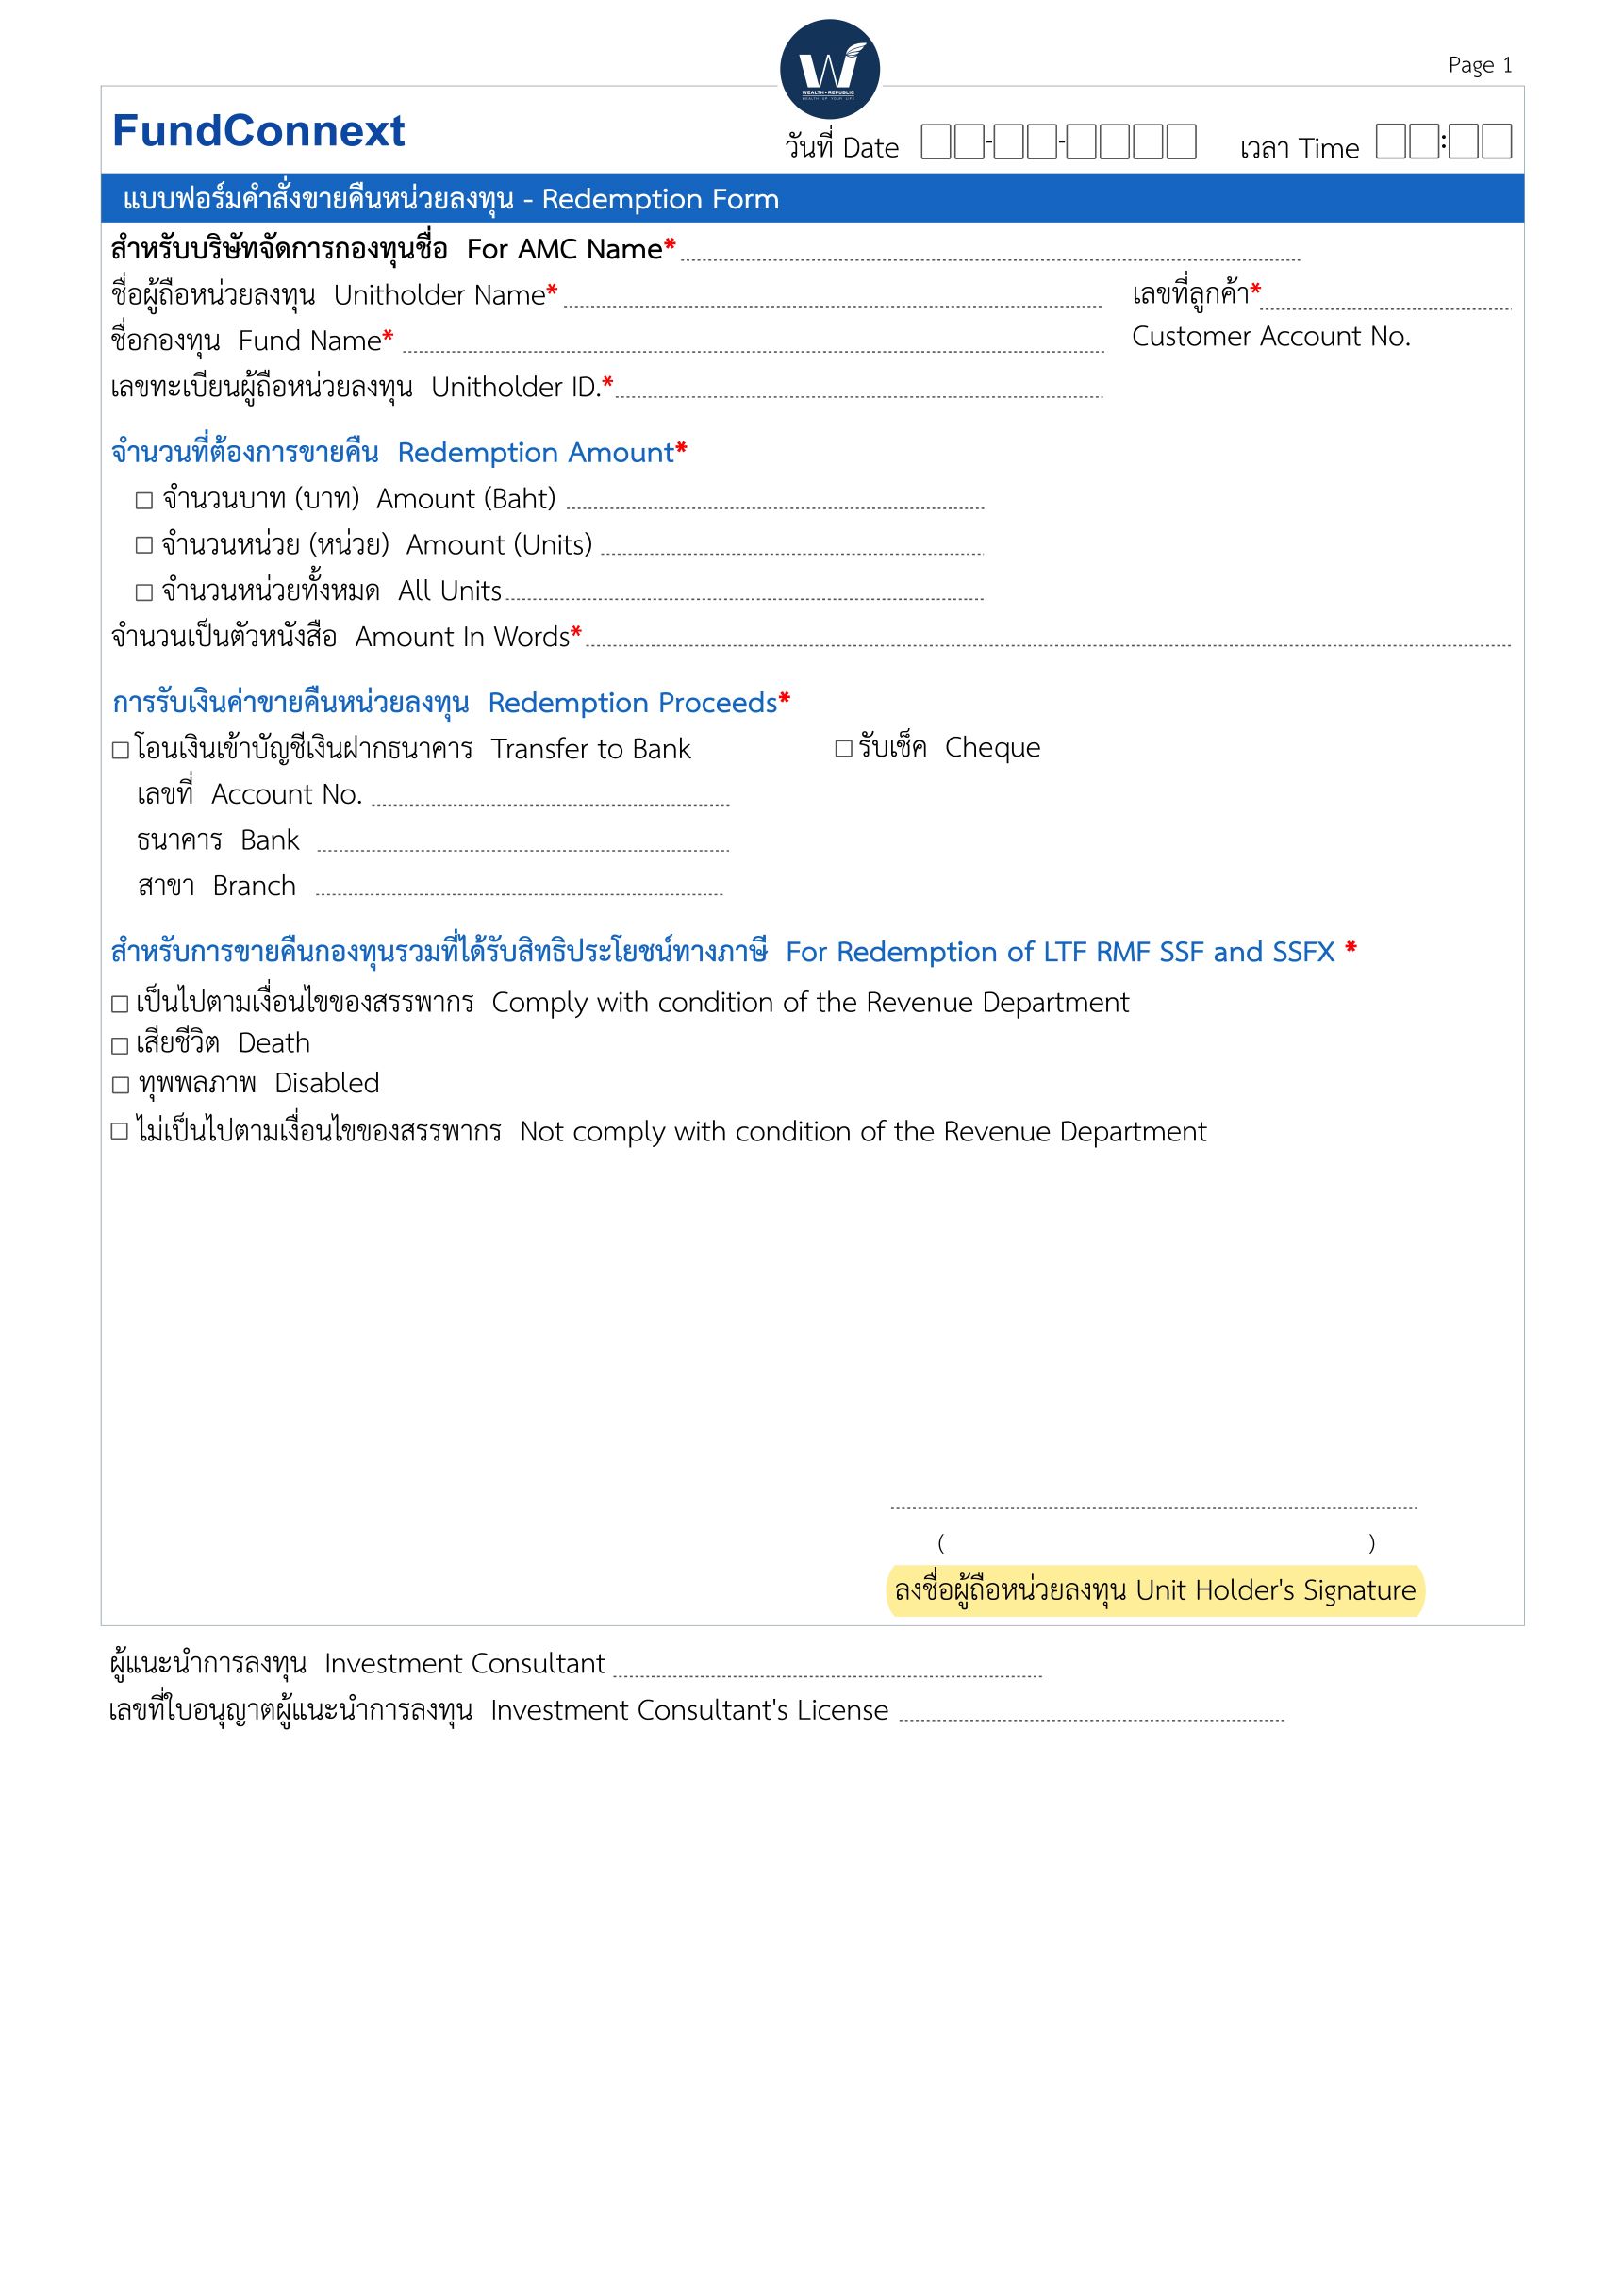 Page 1
W
WEALTH REPUBLIC
WEALTH UP YOUR LIFE
FundConnext
วันที่ Date - - เวลา Time :
แบบฟอร์มคำสั่งขายคืนหน่วยลงทุน - Redemption Form
สำหรับบริษัทจัดการกองทุนชื่อ For AMC Name*
ชื่อผู้ถือหน่วยลงทุน Unitholder Name* เลขที่ลูกค้า*
ชื่อกองทุน Fund Name* Customer Account No.
เลขทะเบียนผู้ถือหน่วยลงทุน Unitholder ID.*
จำนวนที่ต้องการขายคืน Redemption Amount*
จำนวนบาท (บาท) Amount (Baht)
จำนวนหน่วย (หน่วย) Amount (Units)
จำนวนหน่วยทั้งหมด All Units
จำนวนเป็นตัวหนังสือ Amount In Words*
การรับเงินค่าขายคืนหน่วยลงทุน Redemption Proceeds*
โอนเงินเข้าบัญชีเงินฝากธนาคาร Transfer to Bank รับเช็ค Cheque
เลขที่ Account No.
ธนาคาร Bank
สาขา Branch
สำหรับการขายคืนกองทุนรวมที่ได้รับสิทธิประโยชน์ทางภาษี For Redemption of LTF RMF SSF and SSFX *
เป็นไปตามเงื่อนไขของสรรพากร Comply with condition of the Revenue Department
เสียชีวิต Death
ทุพพลภาพ Disabled
ไม่เป็นไปตามเงื่อนไขของสรรพากร Not comply with condition of the Revenue Department
( )
ลงชื่อผู้ถือหน่วยลงทุน Unit Holder's Signature
ผู้แนะนำการลงทุน Investment Consultant
เลขที่ใบอนุญาตผู้แนะนำการลงทุน Investment Consultant's License